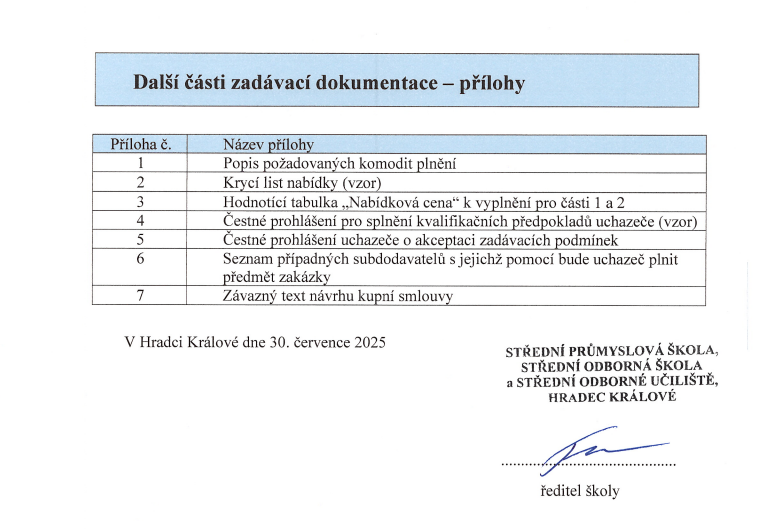 Další části zadávací dokumentace – přílohy
Příloha č. Název přílohy
1 Popis požadovaných komodit plnění
2 Krycí list nabídky (vzor)
3 Hodnotící tabulka „Nabídková cena“ k vyplnění pro části 1 a 2
4 Čestné prohlášení pro splnění kvalifikačních předpokladů uchazeče (vzor)
5 Čestné prohlášení uchazeče o akceptaci zadávacích podmínek
6 Seznam případných subdodavatelů s jejichž pomocí bude uchazeč plnit
předmět zakázky
7 Závazný text návrhu kupní smlouvy
V Hradci Králové dne 30. července 2025
STŘEDNÍ PRŮMYSLOVÁ ŠKOLA,
STŘEDNÍ ODBORNÁ ŠKOLA
a STŘEDNÍ ODBORNÉ UČILIŠTĚ,
HRADEC KRÁLOVÉ
ředitel školy